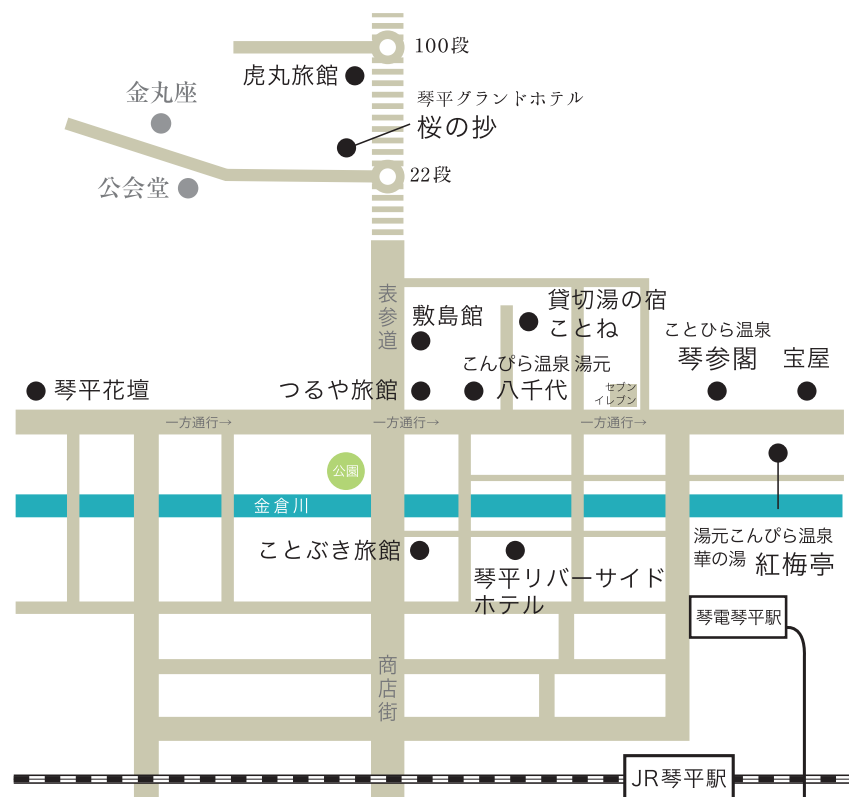 100段
虎丸旅館
金丸座
琴平グランドホテル
桜の抄
22段
公会堂
表参道
敷島館
貸切湯の宿
ことね
ことひら温泉
琴参閣
宝屋
こんぴら温泉 湯元
八千代
つるや旅館
琴平花壇
セブン
イレブン
一方通行→
一方通行→
一方通行→
公園
金倉川
ことぶき旅館
琴平リバーサイド
ホテル
湯元こんぴら温泉
華の湯 紅梅亭
琴電琴平駅
商店街
JR琴平駅